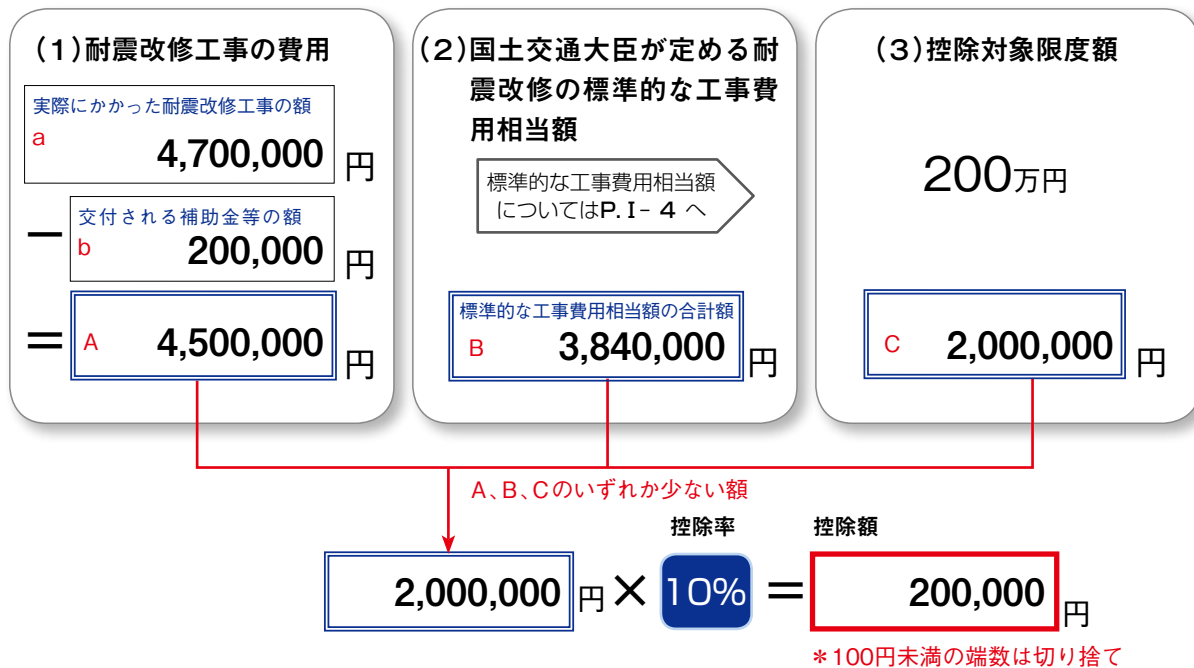 (1)耐震改修工事の費用
実際にかかった耐震改修工事の額
a 4,700,000 円
－
交付される補助金等の額
b 200,000 円
＝ A 4,500,000 円
(2)国土交通大臣が定める耐
震改修の標準的な工事費
用相当額
標準的な工事費用相当額
についてはP.I-4 へ
標準的な工事費用相当額の合計額
B 3,840,000 円
(3)控除対象限度額
200万円
C 2,000,000 円
A、B、Cのいずれか少ない額
控除率 控除額
2,000,000 円 × 10% ＝ 200,000 円
＊100円未満の端数は切り捨て